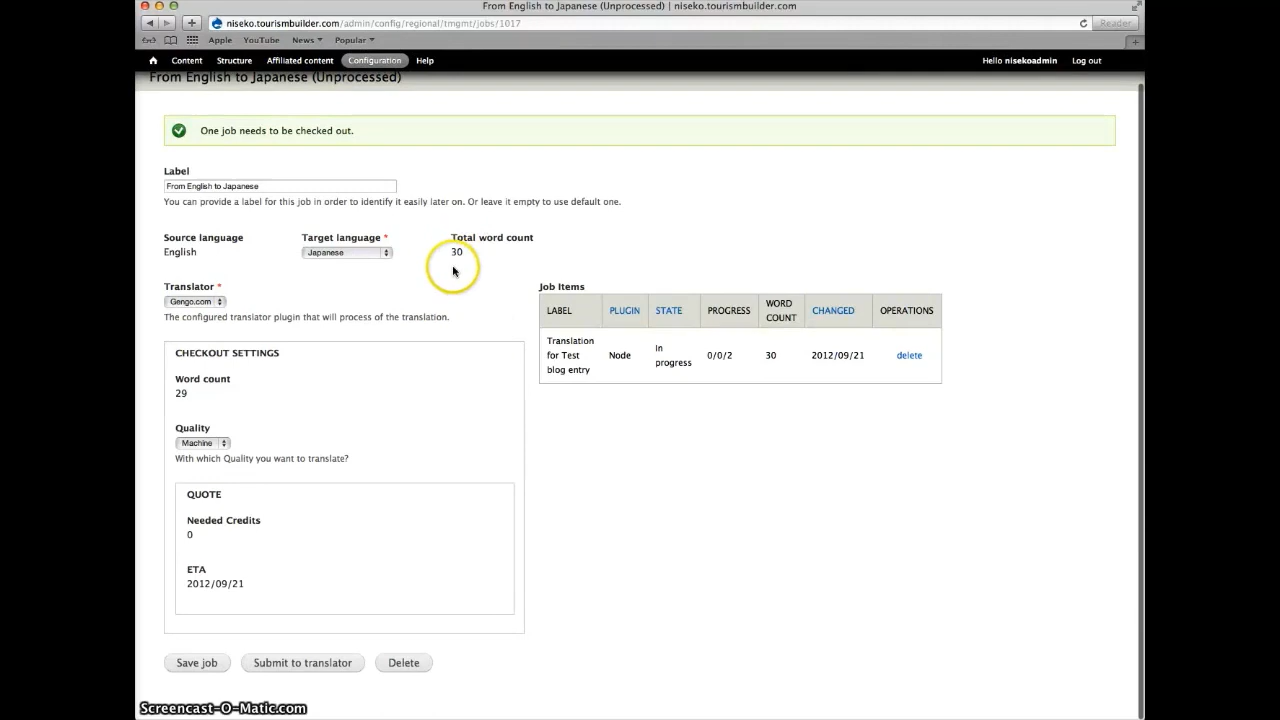 From English to Japanese (Unprocessed) | niseko.tourismbuilder.com
niseko.tourismbuilder.com/admin/config/regional/tmgmt/jobs/1017
Reader
Apple YouTube News Popular
Content Structure Affiliated content Configuration Help Hello nisekoadmin Log out
From English to Japanese (Unprocessed)
One job needs to be checked out.
Label
From English to Japanese
You can provide a label for this job in order to identify it easily later on. Or leave it empty to use default one.
Source language Target language * Total word count
English Japanese 30
Translator *
Gengo.com
The configured translator plugin that will process of the translation.
CHECKOUT SETTINGS
Word count
29
Quality
Machine
With which Quality you want to translate?
QUOTE
Needed Credits
0
ETA
2012/09/21
Job Items
LABEL PLUGIN STATE PROGRESS WORD COUNT CHANGED OPERATIONS
Translation for Test blog entry Node In progress 0/0/2 30 2012/09/21 delete
Save job Submit to translator Delete
Screencast-O-Matic.com